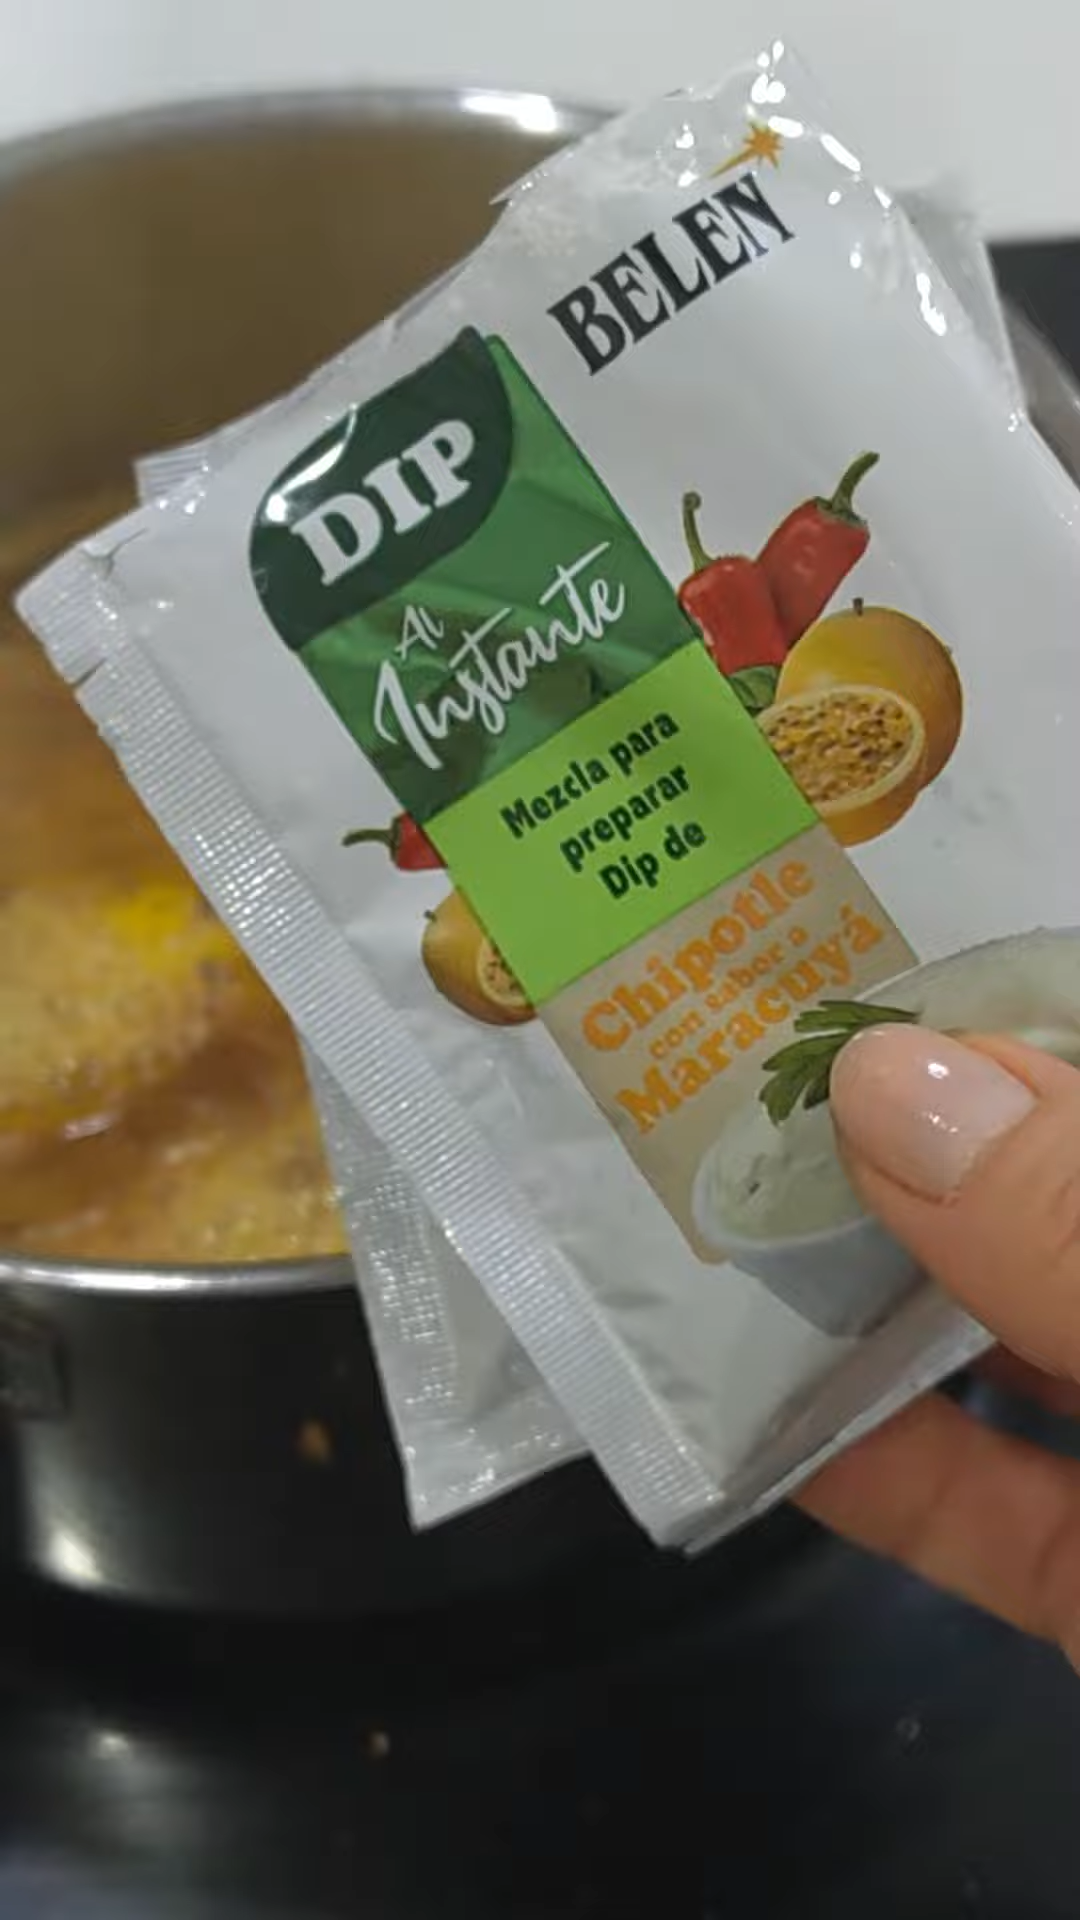 BELEN
DIP
Al
Instante
Mezcla para
preparar
Dip de
Chipotle
con sabor a
Maracuyá